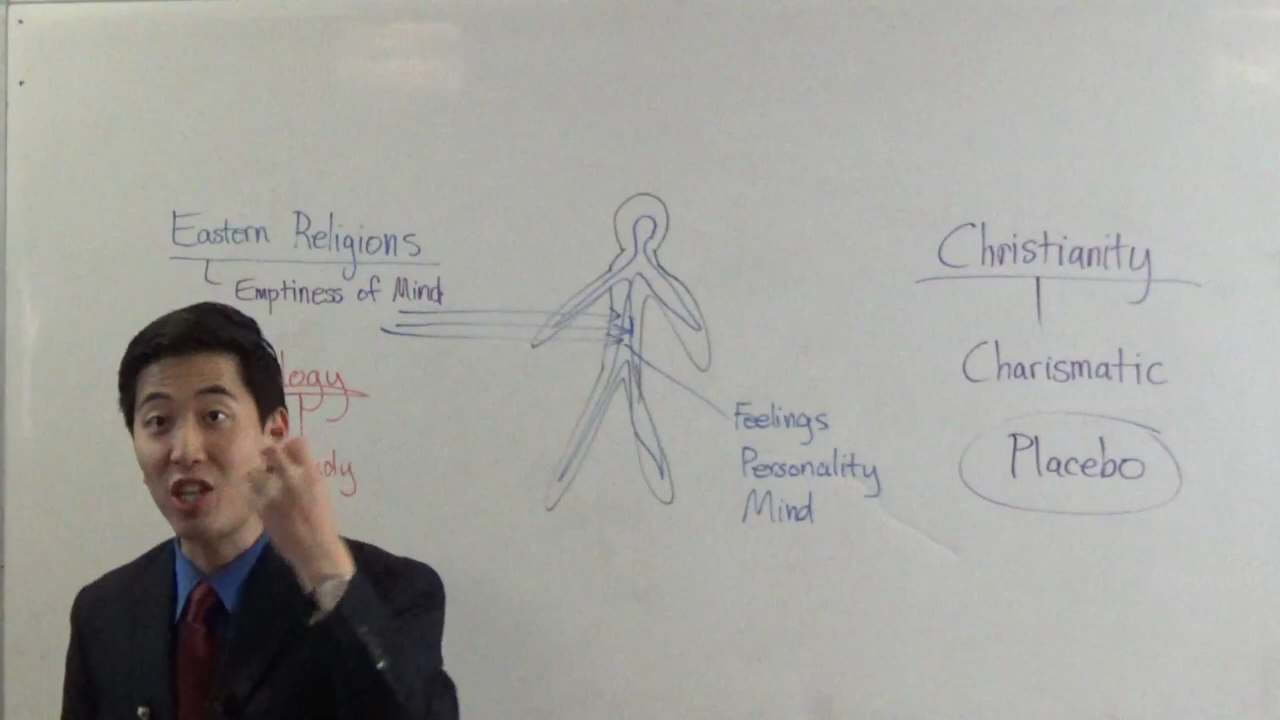 Eastern Religions
Emptiness of Mind
Feelings
Personality
Mind
Christianity
Charismatic
Placebo